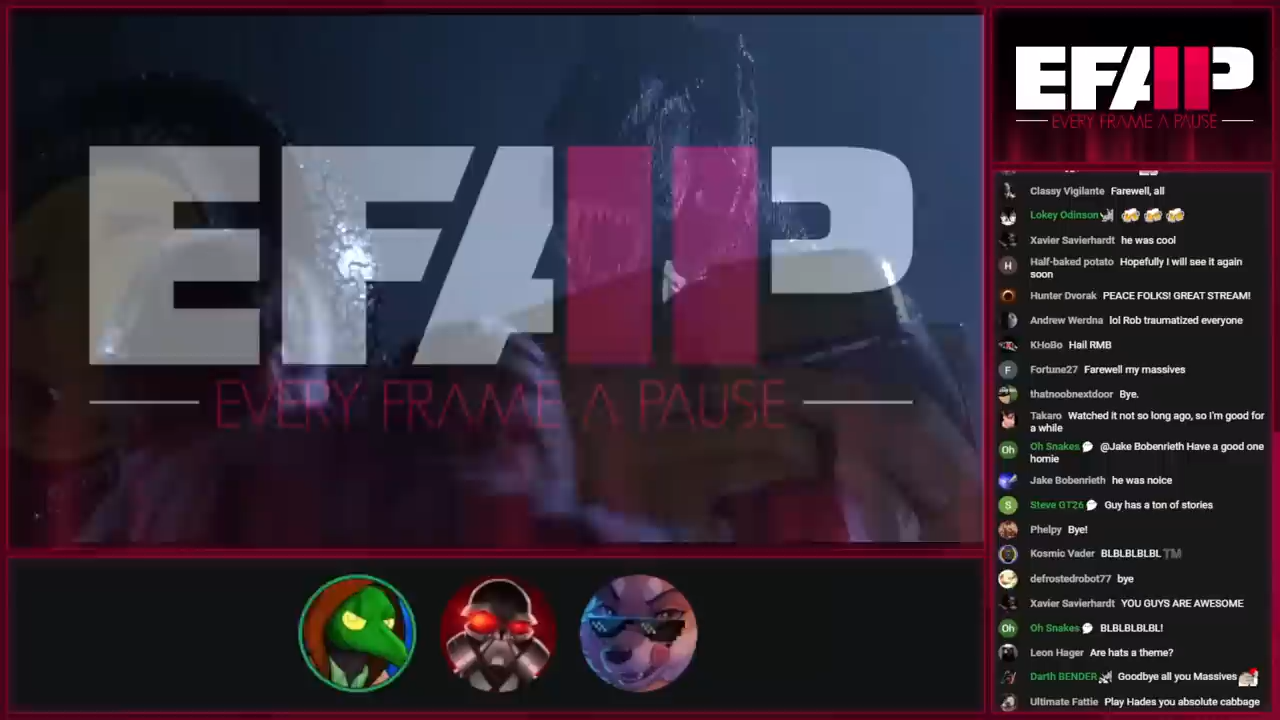 EFAP
EVERY FRAME A PAUSE
EFAP
EVERY FRAME A PAUSE
Classy Vigilante Farewell, all
Lokey Odinson
Xavier Savierhardt he was cool
H Half-baked potato Hopefully I will see it again
soon
Hunter Dvorak PEACE FOLKS! GREAT STREAM!
Andrew Werdna lol Rob traumatized everyone
KHoBo Hail RMB
F Fortune27 Farewell my massives
thatnoobnextdoor Bye.
Takaro Watched it not so long ago, so I'm good for
a while
Oh Oh Snakes @Jake Bobenrieth Have a good one
homie
Jake Bobenrieth he was noice
S Steve GT26 Guy has a ton of stories
Phelpy Bye!
Kosmic Vader BLBLBLBLBL ™️
defrostedrobot77 bye
Xavier Savierhardt YOU GUYS ARE AWESOME
Oh Oh Snakes BLBLBLBLBL!
Leon Hager Are hats a theme?
Darth BENDER Goodbye all you Massives
Ultimate Fattie Play Hades you absolute cabbage